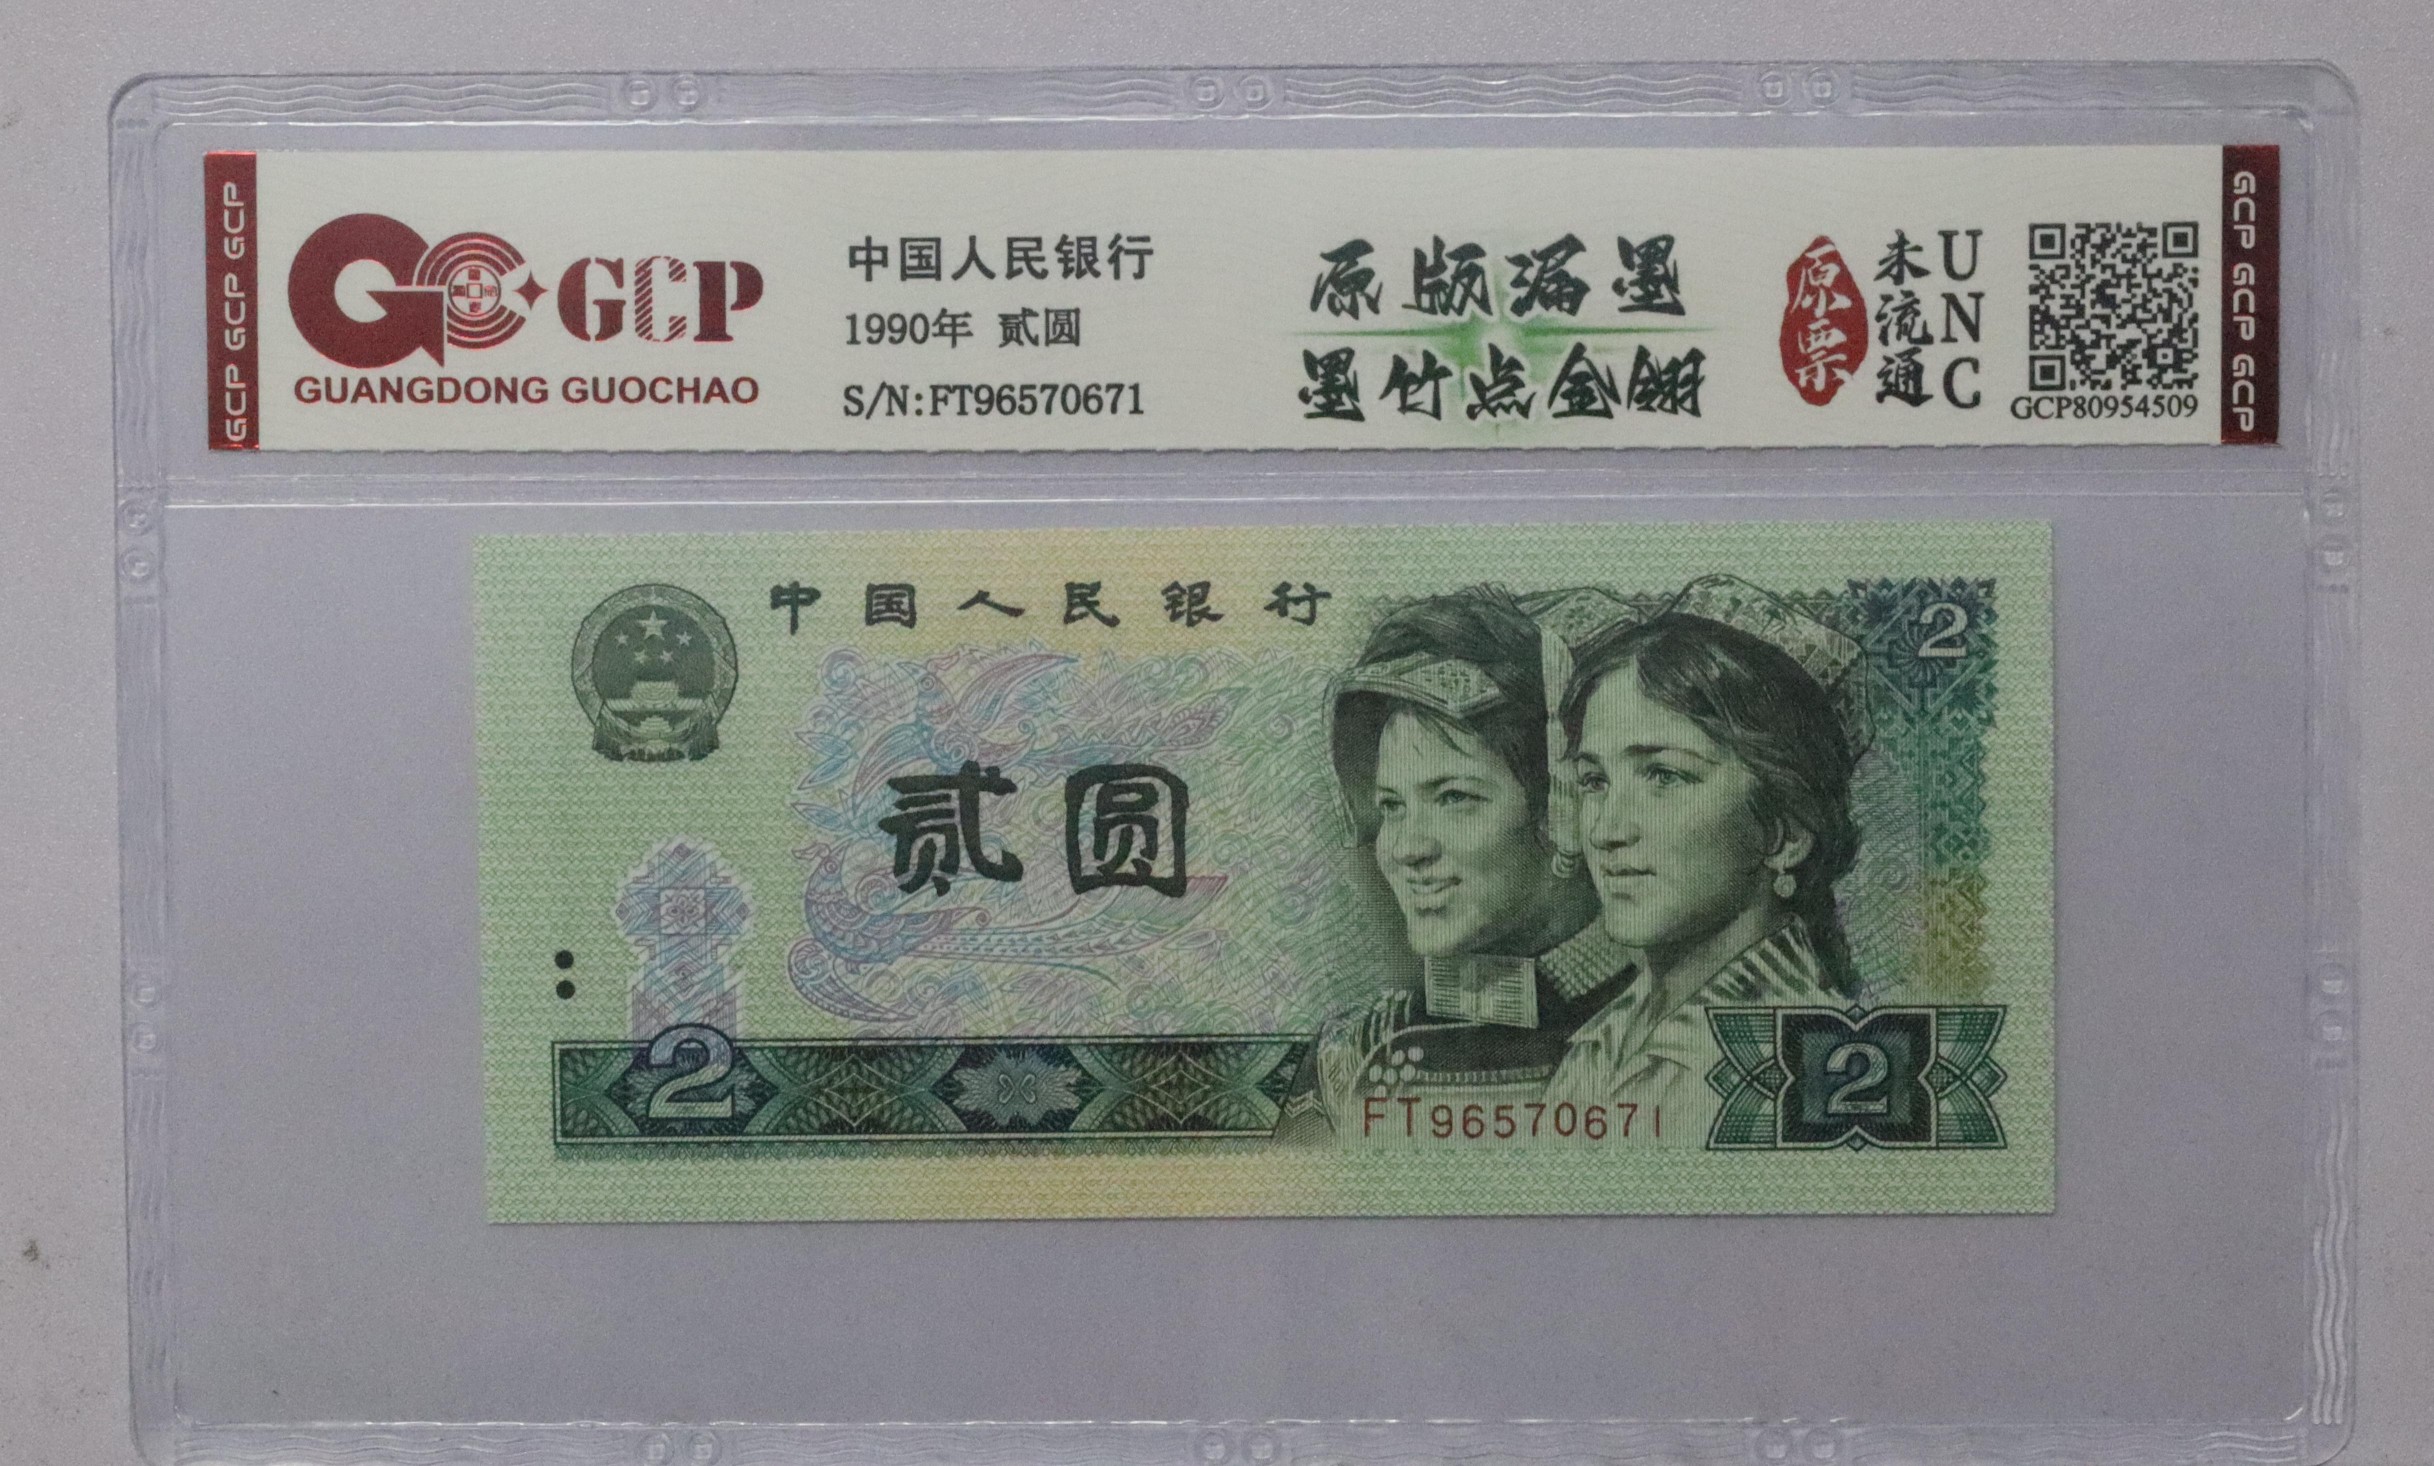 GCP GCP GCP
GCP
GUANGDONG GUOCHAO
中国人民银行
1990年 贰圆
S/N:FT96570671
原版漏墨
墨竹点金翎
原票
未流通
UNC
GCP80954509
GCP GCP GCP
中国人民银行
2
贰圆
2
FT96570671
2